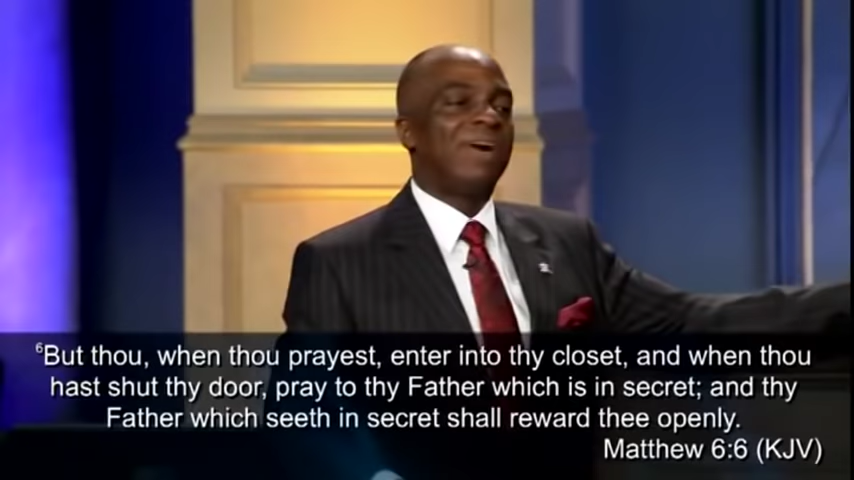 ⁶But thou, when thou prayest, enter into thy closet, and when thou
hast shut thy door, pray to thy Father which is in secret; and thy
Father which seeth in secret shall reward thee openly.
Matthew 6:6 (KJV)